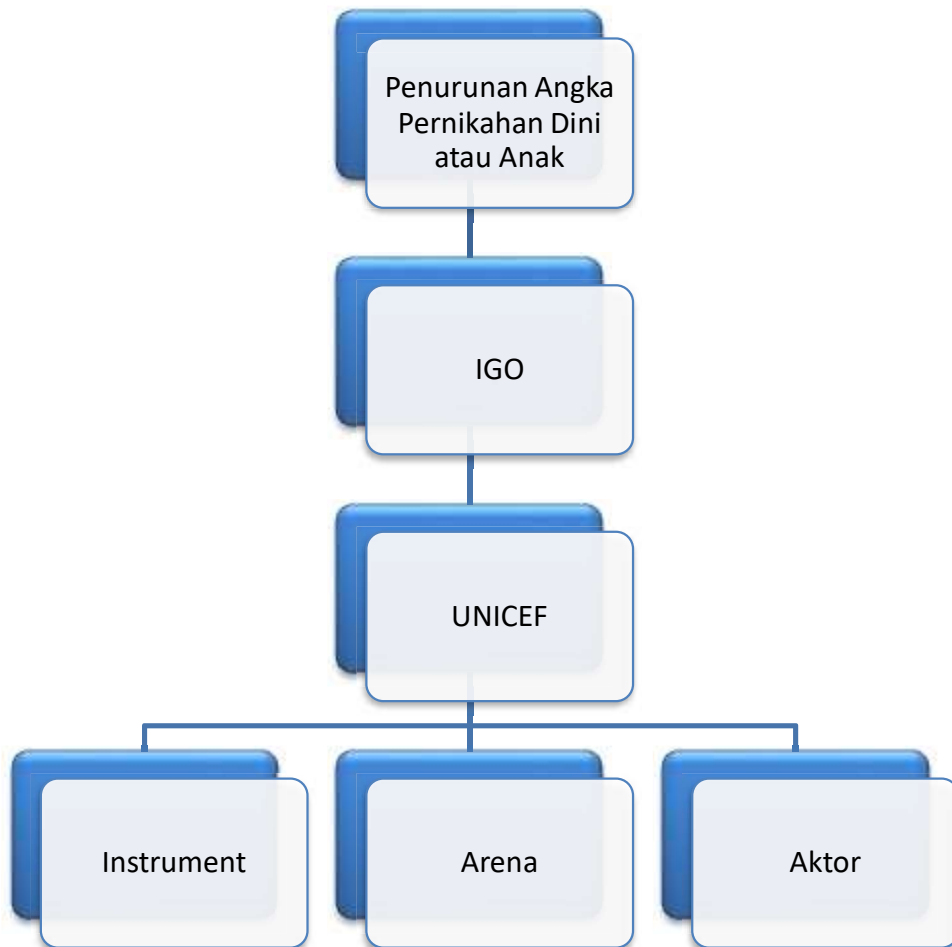 Penurunan Angka
Pernikahan Dini
atau Anak
IGO
UNICEF
Instrument
Arena
Aktor